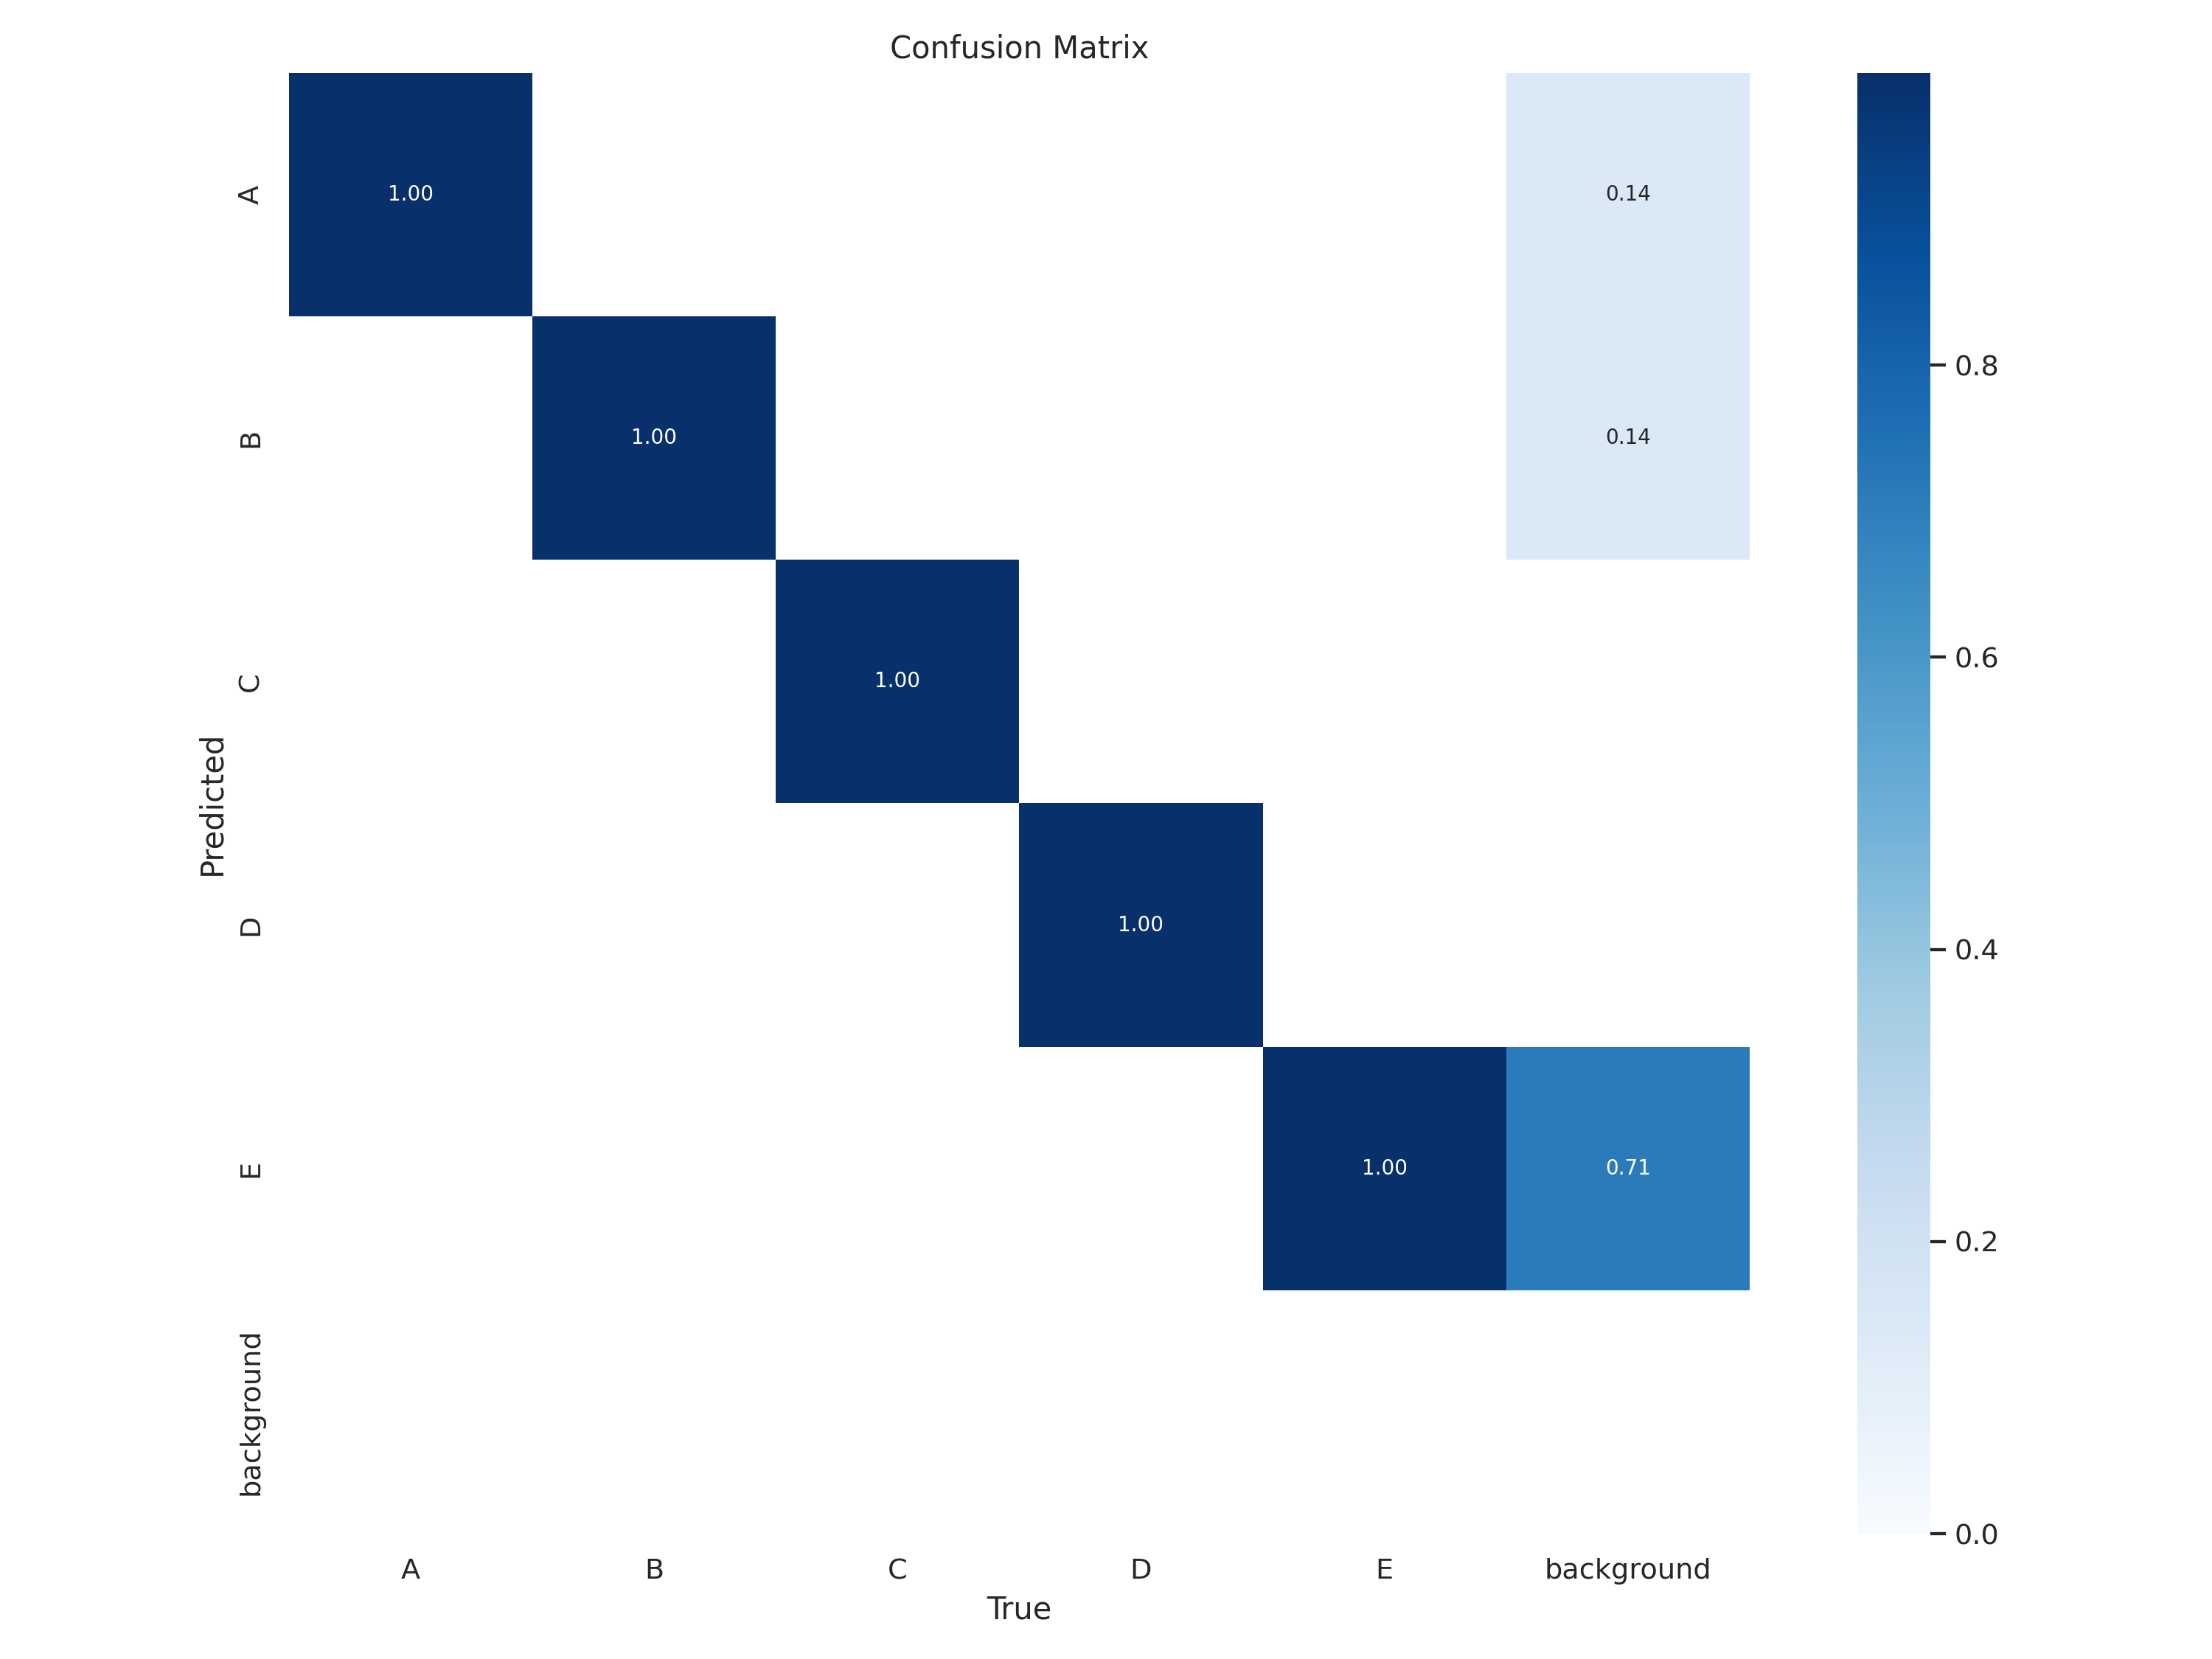 Confusion Matrix
A
1.00
0.14
B
1.00
0.14
C
1.00
Predicted
D
1.00
E
1.00
0.71
background
A B C D E background
True
0.8
0.6
0.4
0.2
0.0